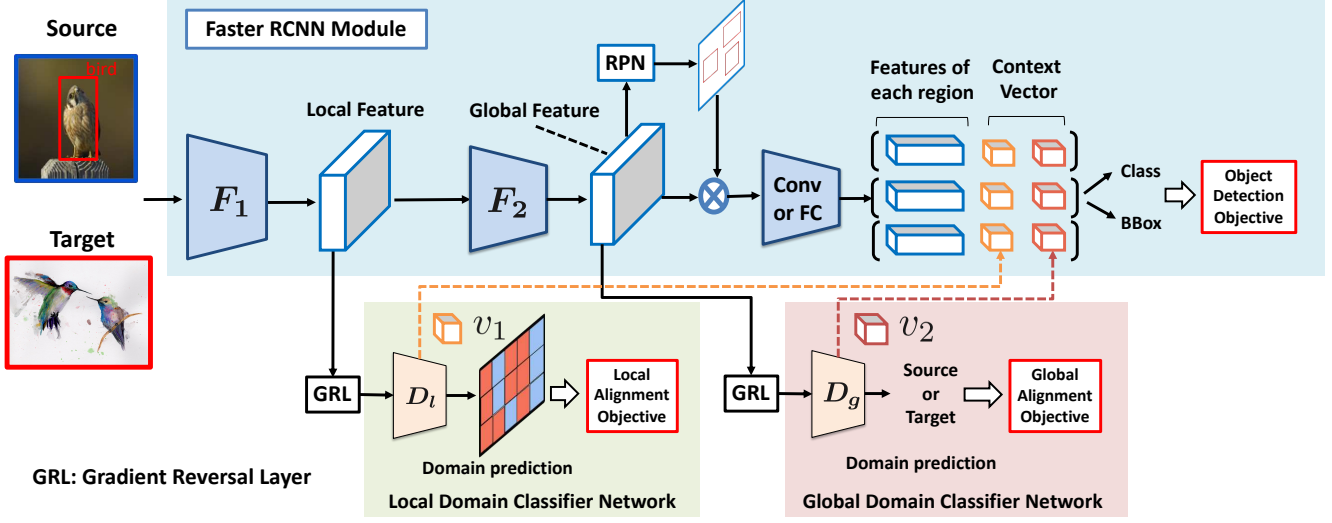 Source
Faster RCNN Module
bird
RPN
Features of
each region
Context
Vector
Local Feature
Global Feature
F1
F2
Conv
or FC
Class
BBox
Object
Detection
Objective
Target
v1
v2
GRL
Dl
Local
Alignment
Objective
GRL
Dg
Source
or
Target
Global
Alignment
Objective
Domain prediction
Domain prediction
GRL: Gradient Reversal Layer
Local Domain Classifier Network
Global Domain Classifier Network